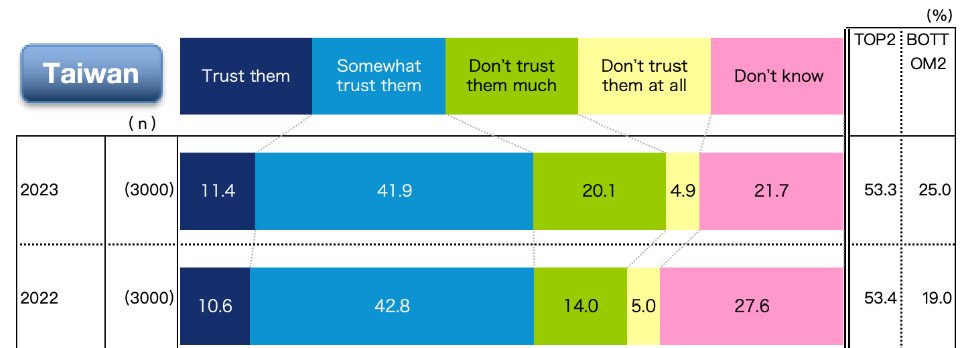 (%)
Taiwan
Trust them
Somewhat
trust them
Don't trust
them much
Don't trust
them at all
Don't know
TOP2
BOTT
OM2
(n)
2023 (3000) 11.4 41.9 20.1 4.9 21.7 53.3 25.0
2022 (3000) 10.6 42.8 14.0 5.0 27.6 53.4 19.0